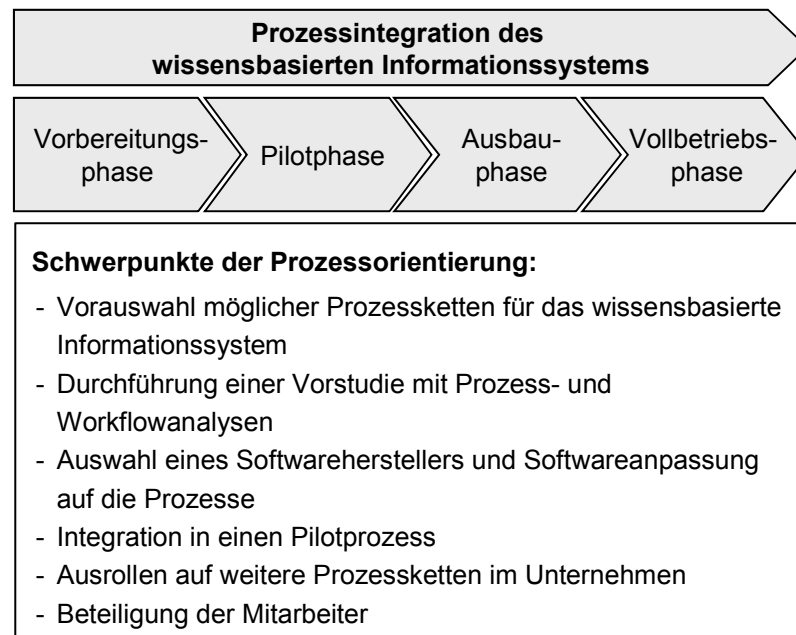 Prozessintegration des
wissensbasierten Informationssystems
Vorbereitungs-
phase
Pilotphase
Ausbau-
phase
Vollbetriebs-
phase
Schwerpunkte der Prozessorientierung:
- Vorauswahl möglicher Prozessketten für das wissensbasierte
Informationssystem
- Durchführung einer Vorstudie mit Prozess- und
Workflowanalysen
- Auswahl eines Softwareherstellers und Softwareanpassung
auf die Prozesse
- Integration in einen Pilotprozess
- Ausrollen auf weitere Prozessketten im Unternehmen
- Beteiligung der Mitarbeiter